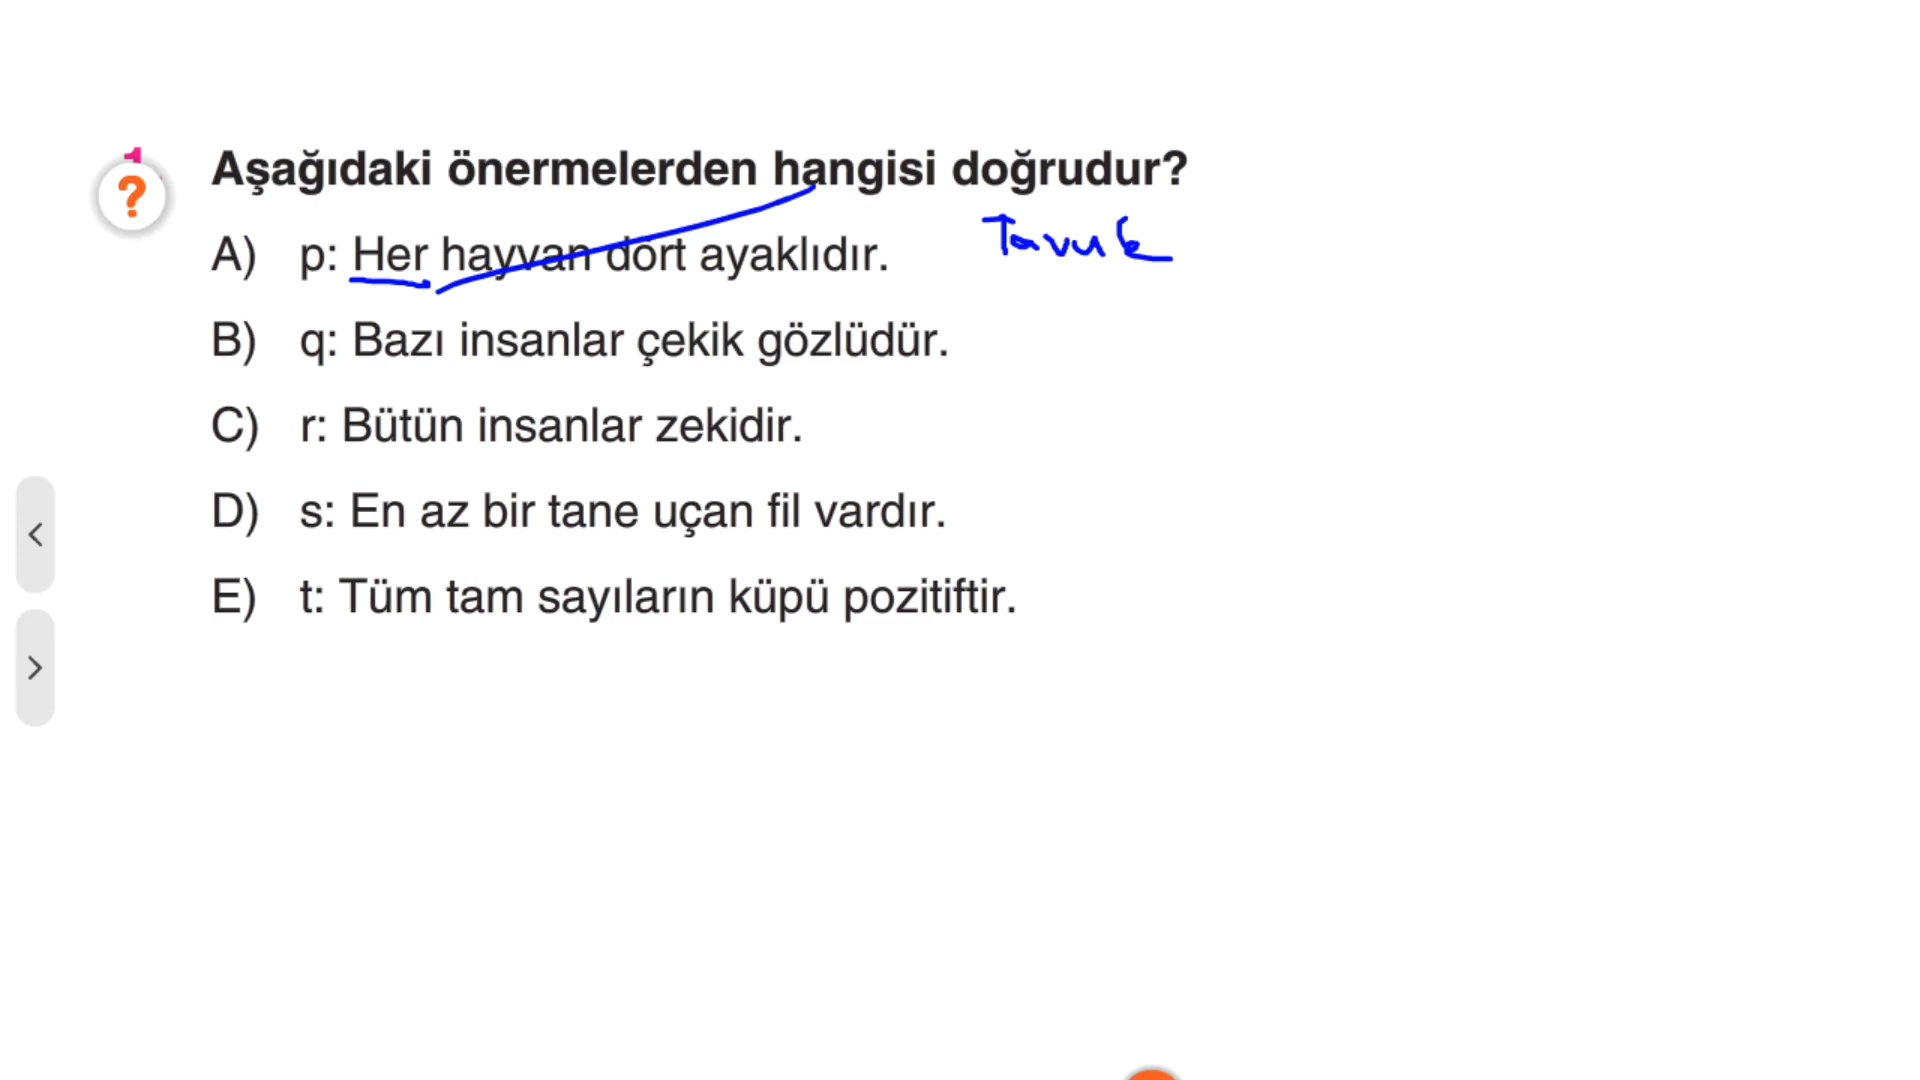 1
?
Aşağıdaki önermelerden hangisi doğrudur?
A) p: Her hayvan dört ayaklıdır.
Tavuk
B) q: Bazı insanlar çekik gözlüdür.
C) r: Bütün insanlar zekidir.
D) s: En az bir tane uçan fil vardır.
E) t: Tüm tam sayıların küpü pozitiftir.